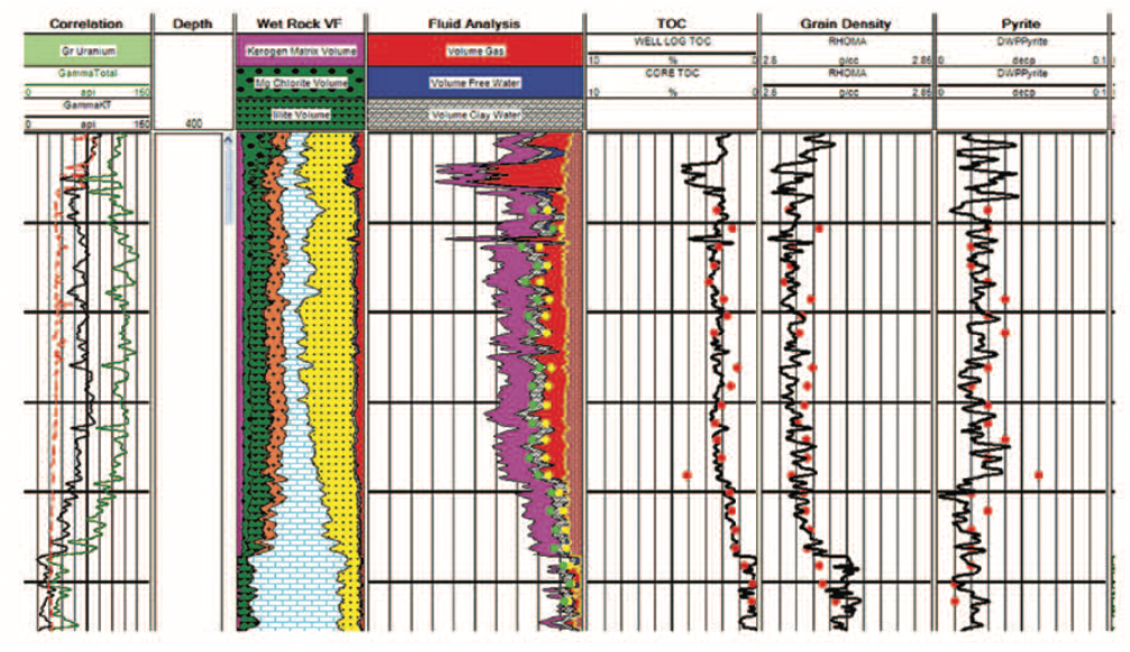 Correlation
Depth
Wet Rock VF
Fluid Analysis
TOC
Grain Density
Pyrite
Gr Uranium
GammaTotal
0 api 150
GammaKT
0 api 150
400
Kerogen Matrix Volume
Mg Chlorite Volume
Illite Volume
Volume Gas
Volume Free Water
Volume Clay Water
WELL LOG TOC
10 % 0
CORE TOC
10 % 0
RHOMA
2.5 g/cc 2.85
RHOMA
2.5 g/cc 2.85
DWPPyrite
0 decp 0.1
DWPPyrite
0 decp 0.1